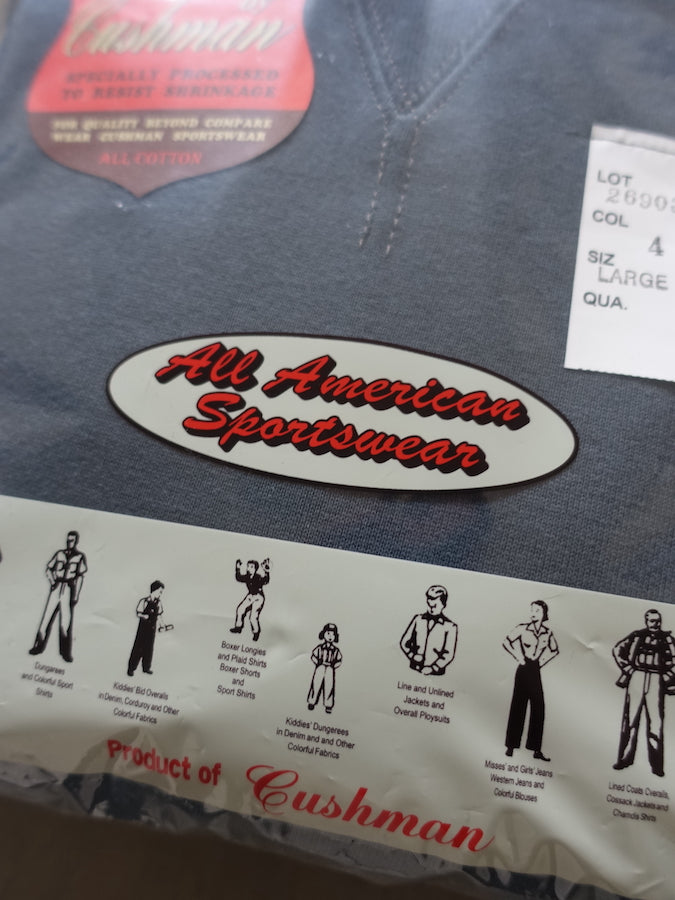 by
Cushman
SPECIALLY PROCESSED
TO RESIST SHRINKAGE
FOR QUALITY BEYOND COMPARE
WEAR CUSHMAN SPORTSWEAR
ALL COTTON
LOT
26903
COL
4
SIZ
LARGE
QUA.
All American
Sportswear
Dungarees
and Colorful Sport
Shirts
Kiddies' Bid Overalls
in Denim, Corduroy and Other
Colorful Fabrics
Boxer Longies
and Plaid Shirts
Boxer Shorts
and
Sport Shirts
Kiddies' Dungerees
in Denim and and Other
Colorful Fabrics
Line and Unlined
Jackets and
Overall Ploysuits
Misses' and Girls' Jeans
Western Jeans and
Colorful Blouses
Lined Coats Overalls,
Cossack Jackets and
Chamois Shirts
Product of
Cushman